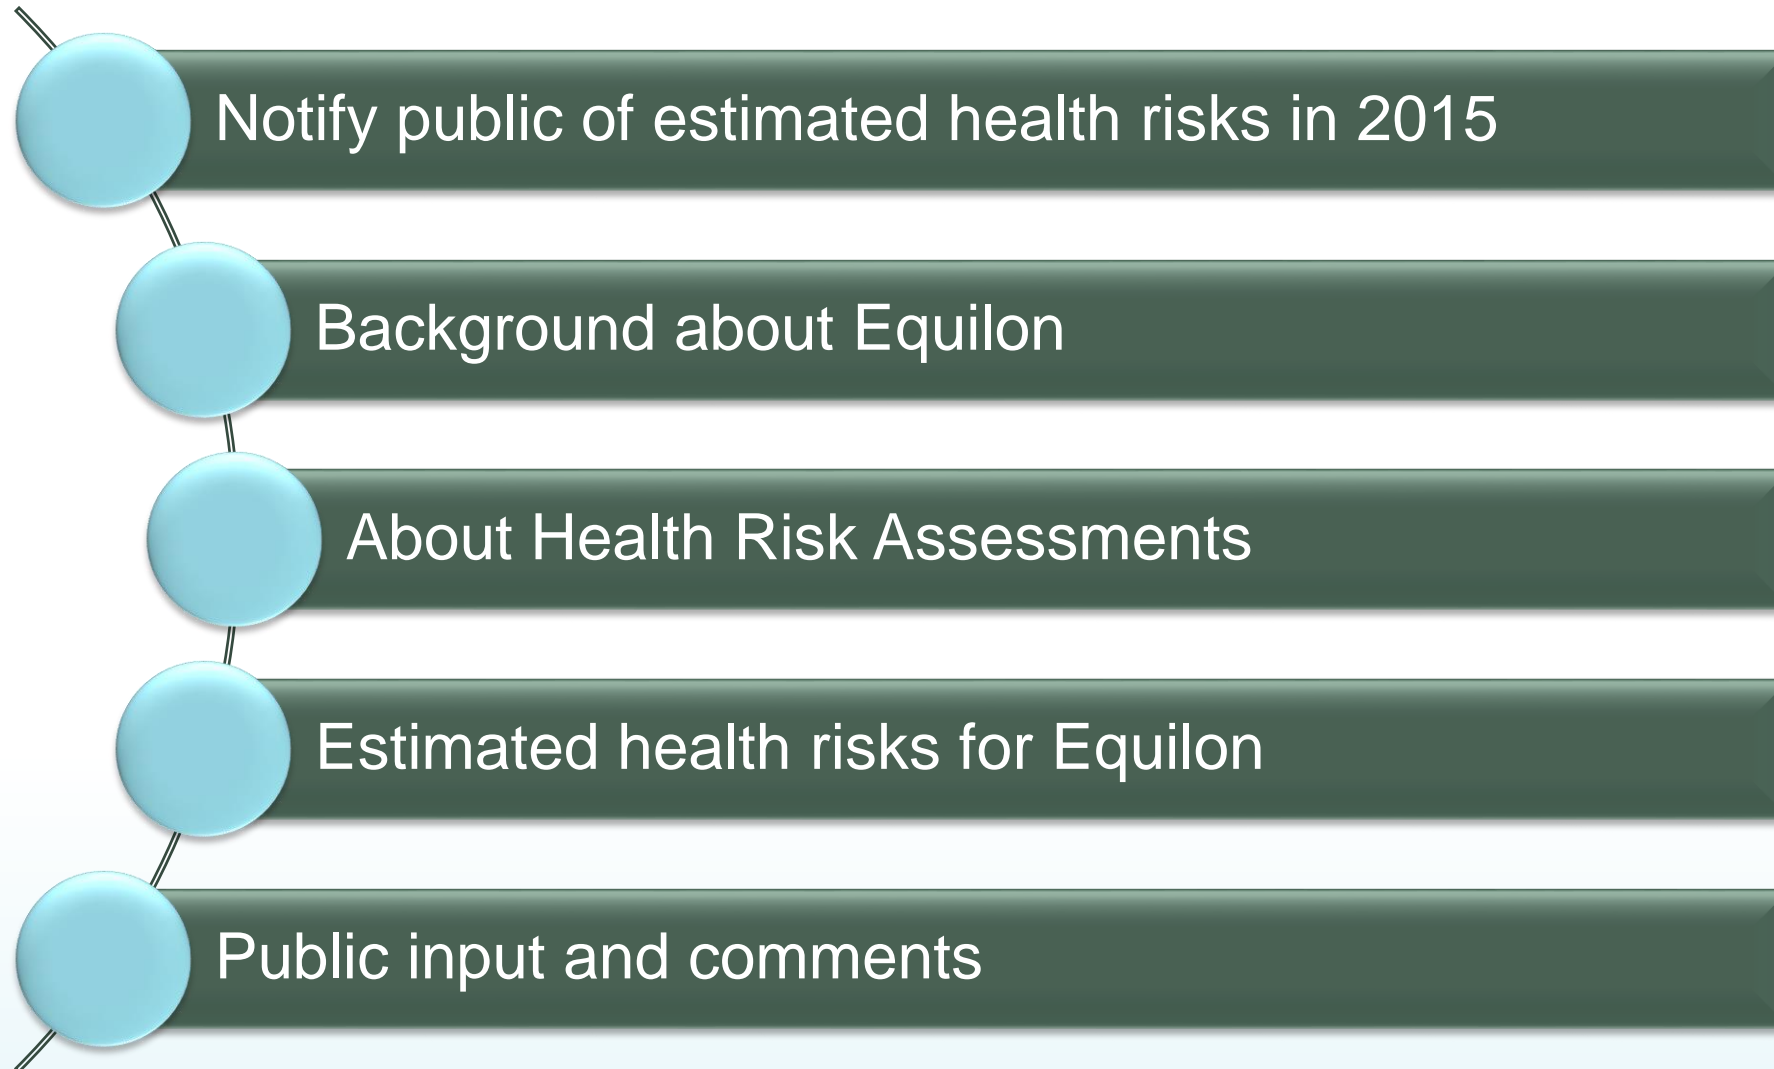 Notify public of estimated health risks in 2015
Background about Equilon
About Health Risk Assessments
Estimated health risks for Equilon
Public input and comments